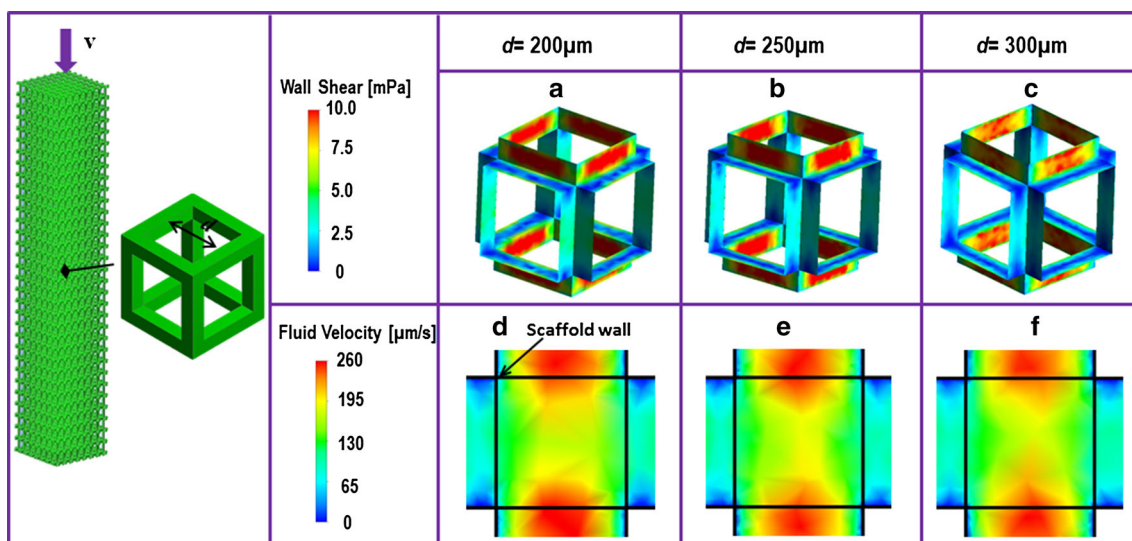 v
d
d= 200µm
d= 250µm
d= 300µm
Wall Shear [mPa]
10.0
7.5
5.0
2.5
0
a
b
c
Fluid Velocity [µm/s]
260
195
130
65
0
d
Scaffold wall
e
f